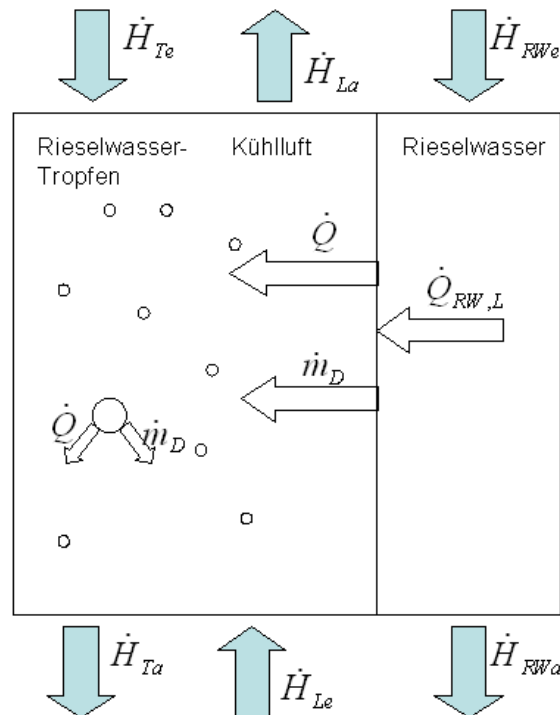 Ḣ_Te
Ḣ_La
Ḣ_RWe
Rieselwasser-
Tropfen
Kühlluft
Rieselwasser
Q̇
Q̇_RW,L
ṁ_D
Q̇
ṁ_D
Ḣ_Ta
Ḣ_Le
Ḣ_RWa